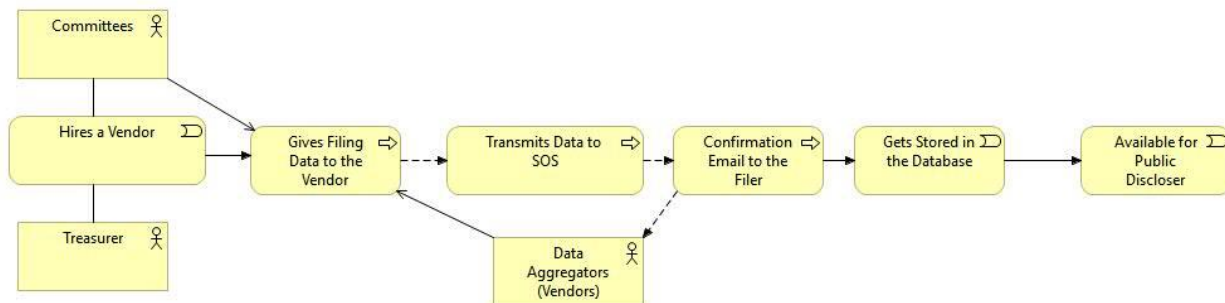 Committees
Hires a Vendor
Treasurer
Gives Filing
Data to the
Vendor
Transmits Data to
SOS
Confirmation
Email to the
Filer
Gets Stored in
the Database
Available for
Public
Discloser
Data
Aggregators
(Vendors)